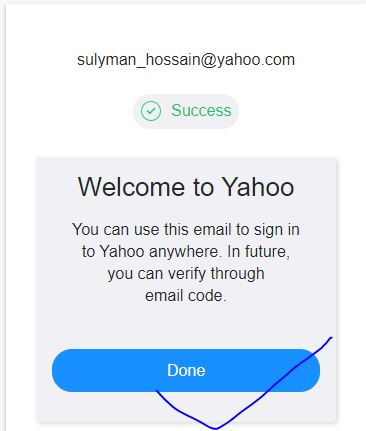 sulyman_hossain@yahoo.com
Success
Welcome to Yahoo
You can use this email to sign in
to Yahoo anywhere. In future,
you can verify through
email code.
Done